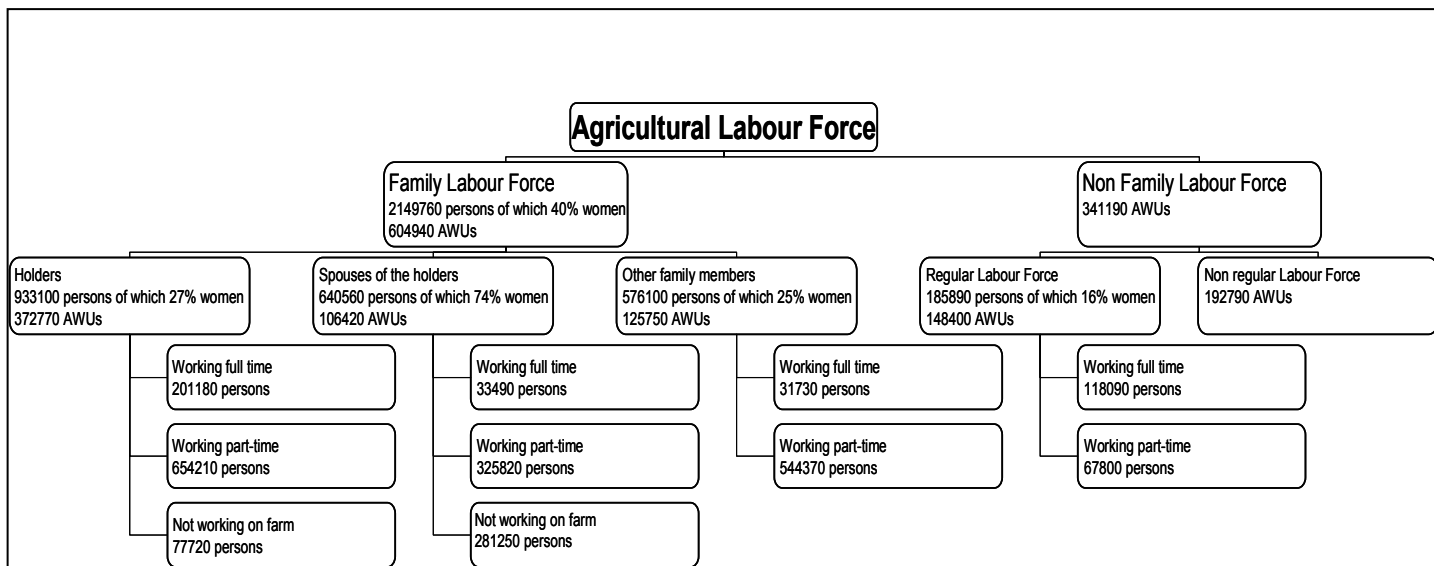 Agricultural Labour Force
Family Labour Force
2149760 persons of which 40% women
604940 AWUs
Non Family Labour Force
341190 AWUs
Holders
933100 persons of which 27% women
372770 AWUs
Spouses of the holders
640560 persons of which 74% women
106420 AWUs
Other family members
576100 persons of which 25% women
125750 AWUs
Regular Labour Force
185890 persons of which 16% women
148400 AWUs
Non regular Labour Force
192790 AWUs
Working full time
201180 persons
Working full time
33490 persons
Working full time
31730 persons
Working full time
118090 persons
Working part-time
654210 persons
Working part-time
325820 persons
Working part-time
544370 persons
Working part-time
67800 persons
Not working on farm
77720 persons
Not working on farm
281250 persons